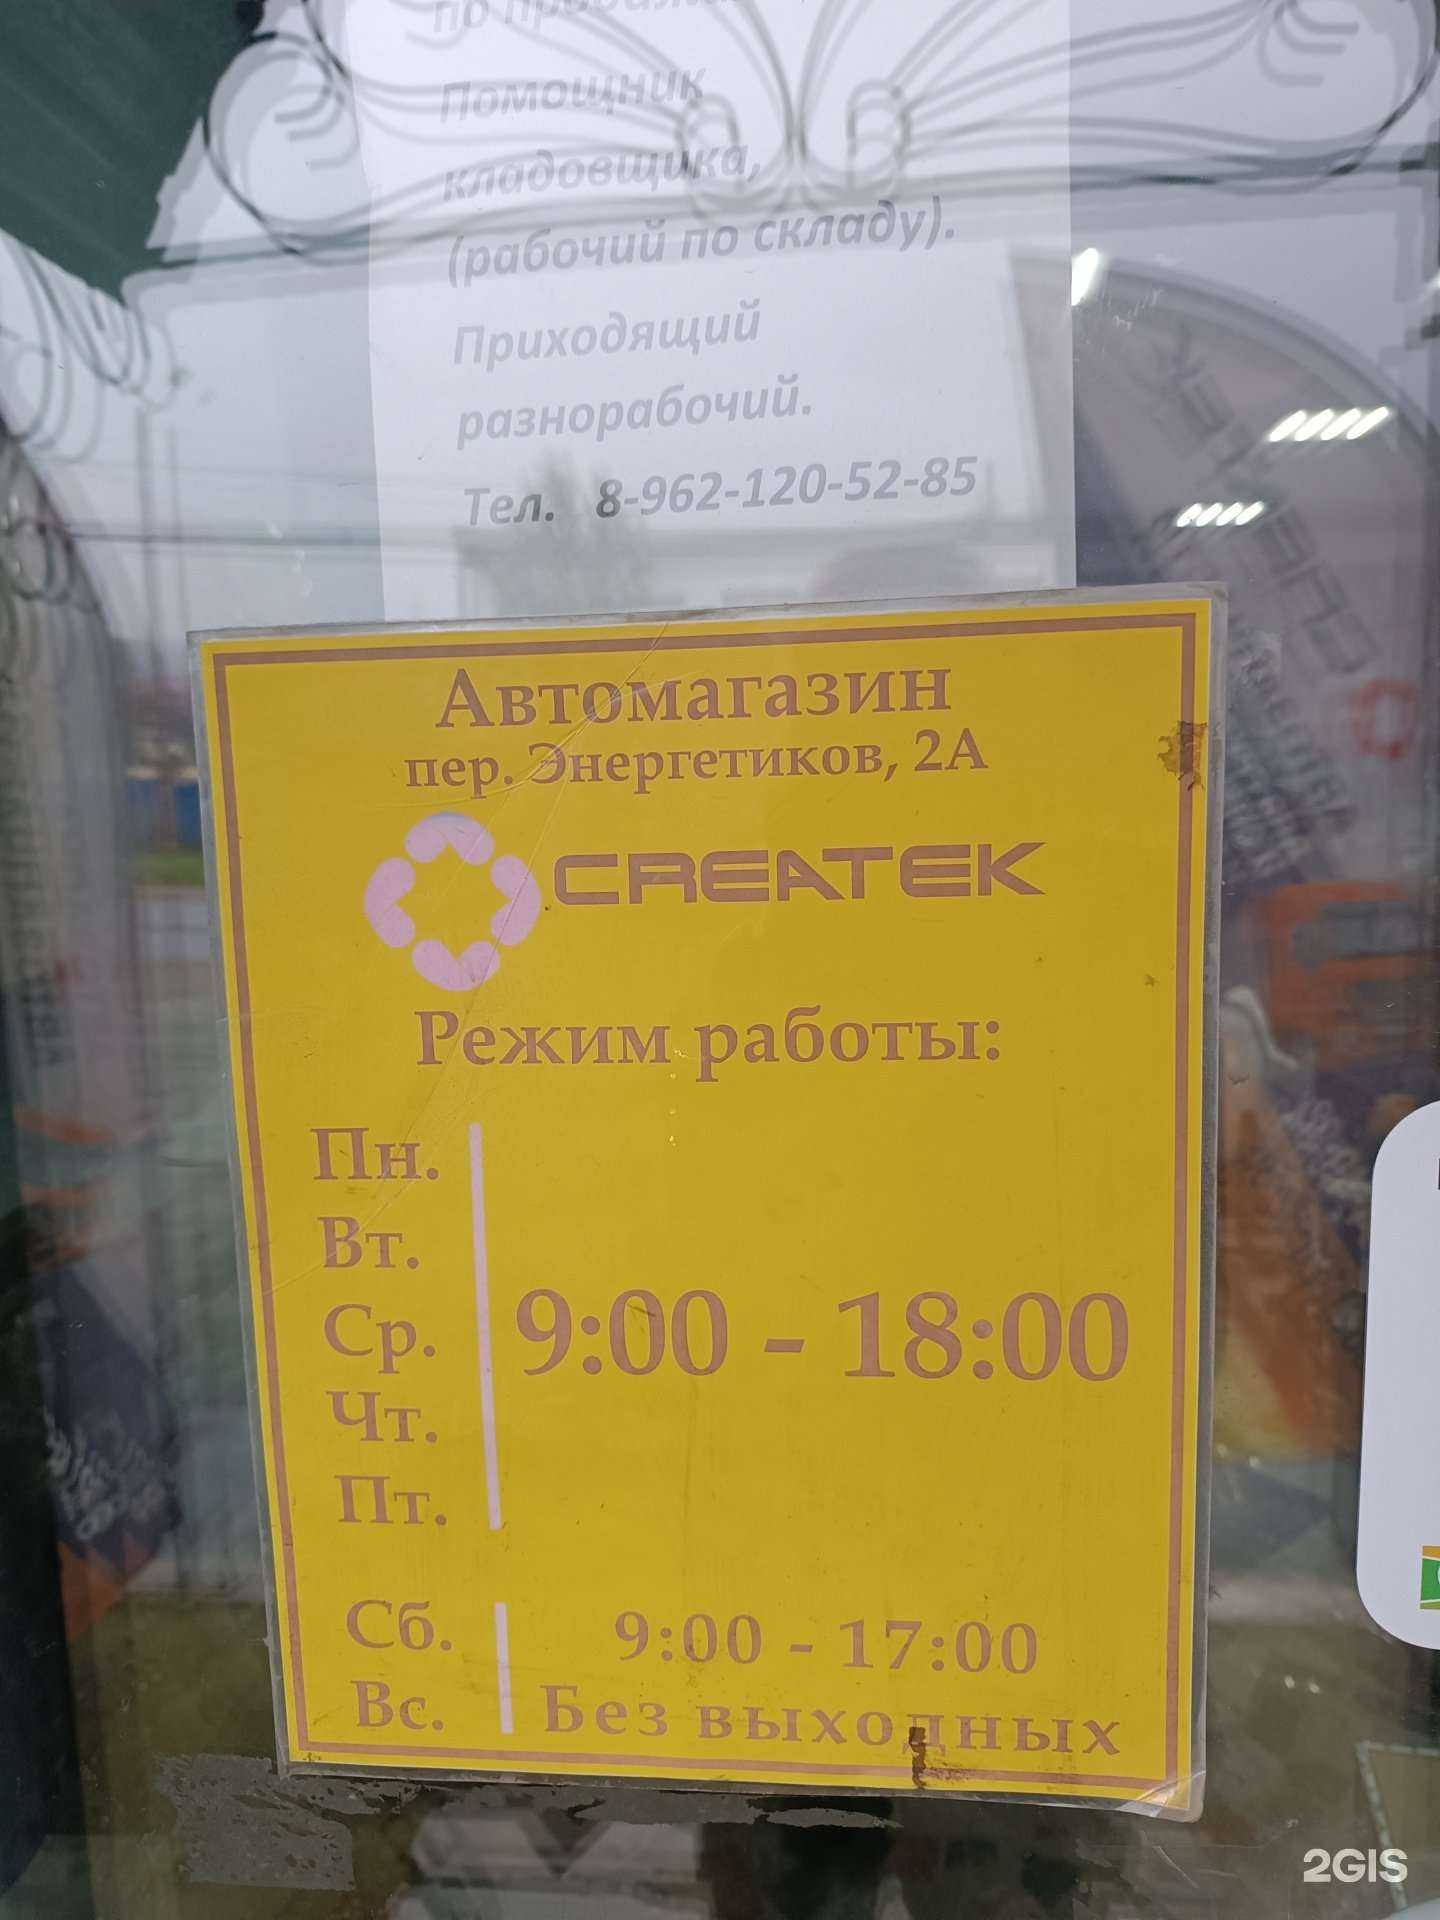 по
Помощник
кладовщика,
(рабочий по складу).
Приходящий
разнорабочий.
Тел. 8-962-120-52-85
Автомагазин
пер. Энергетиков, 2А
CREATEK
Режим работы:
Пн.
Вт.
Ср.
Чт.
Пт.
9:00 - 18:00
Сб.
Вс.
9:00 - 17:00
Без выходных
2GIS